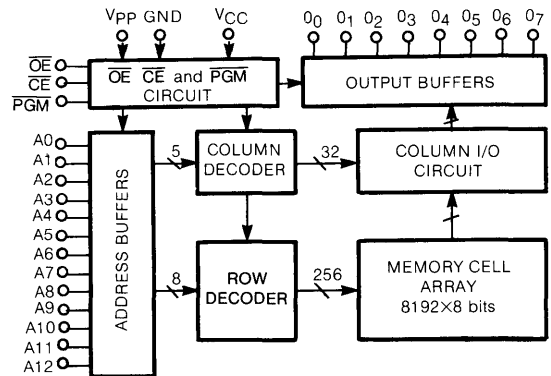 VPP GND VCC
O0 O1 O2 O3 O4 O5 O6 O7
OE
CE
PGM
OE CE and PGM
CIRCUIT
OUTPUT BUFFERS
A0
A1
A2
A3
A4
A5
A6
A7
A8
A9
A10
A11
A12
ADDRESS BUFFERS
5
COLUMN
DECODER
32
COLUMN I/O
CIRCUIT
8
ROW
DECODER
256
MEMORY CELL
ARRAY
8192×8 bits